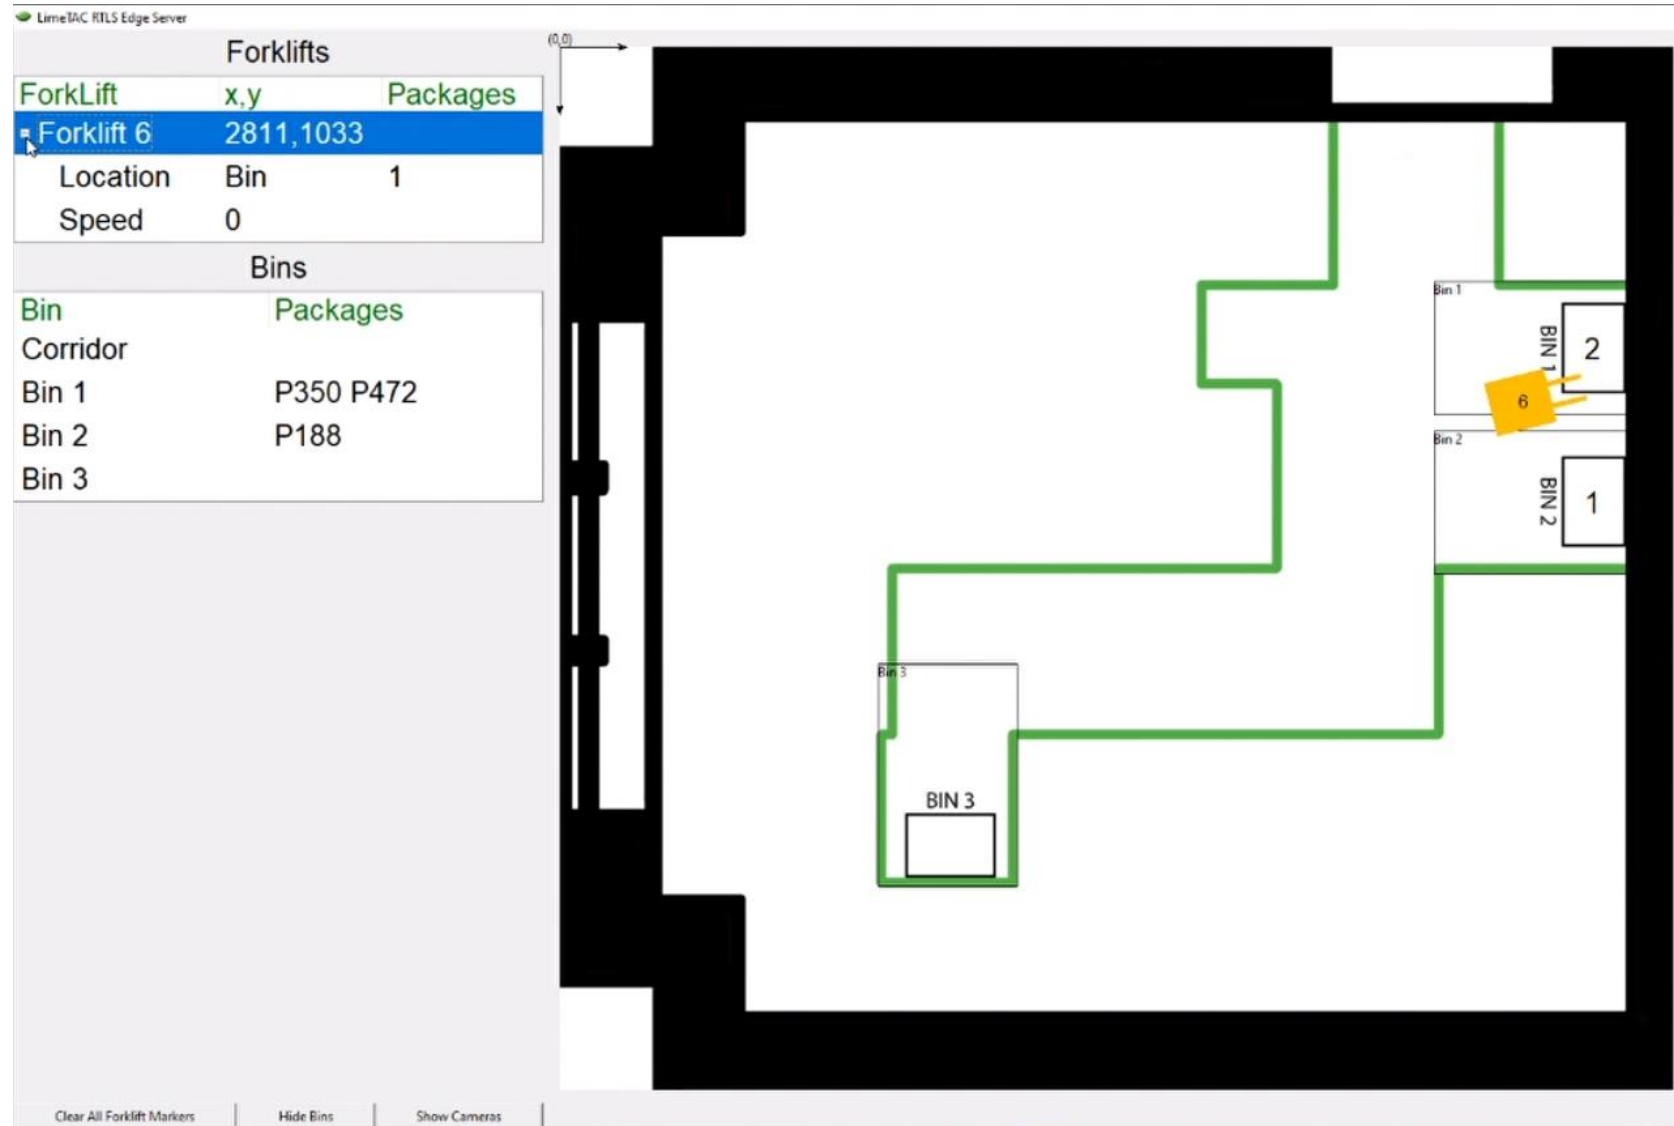 LimeTAC RTLS Edge Server
Forklifts
ForkLift x,y Packages
Forklift 6 2811,1033
Location Bin 1
Speed 0
Bins
Bin Packages
Corridor
Bin 1 P350 P472
Bin 2 P188
Bin 3
Clear All Forklift Markers Hide Bins Show Cameras
(0,0)
Bin 1
BIN 1
2
6
Bin 2
BIN 2
1
Bin 3
BIN 3